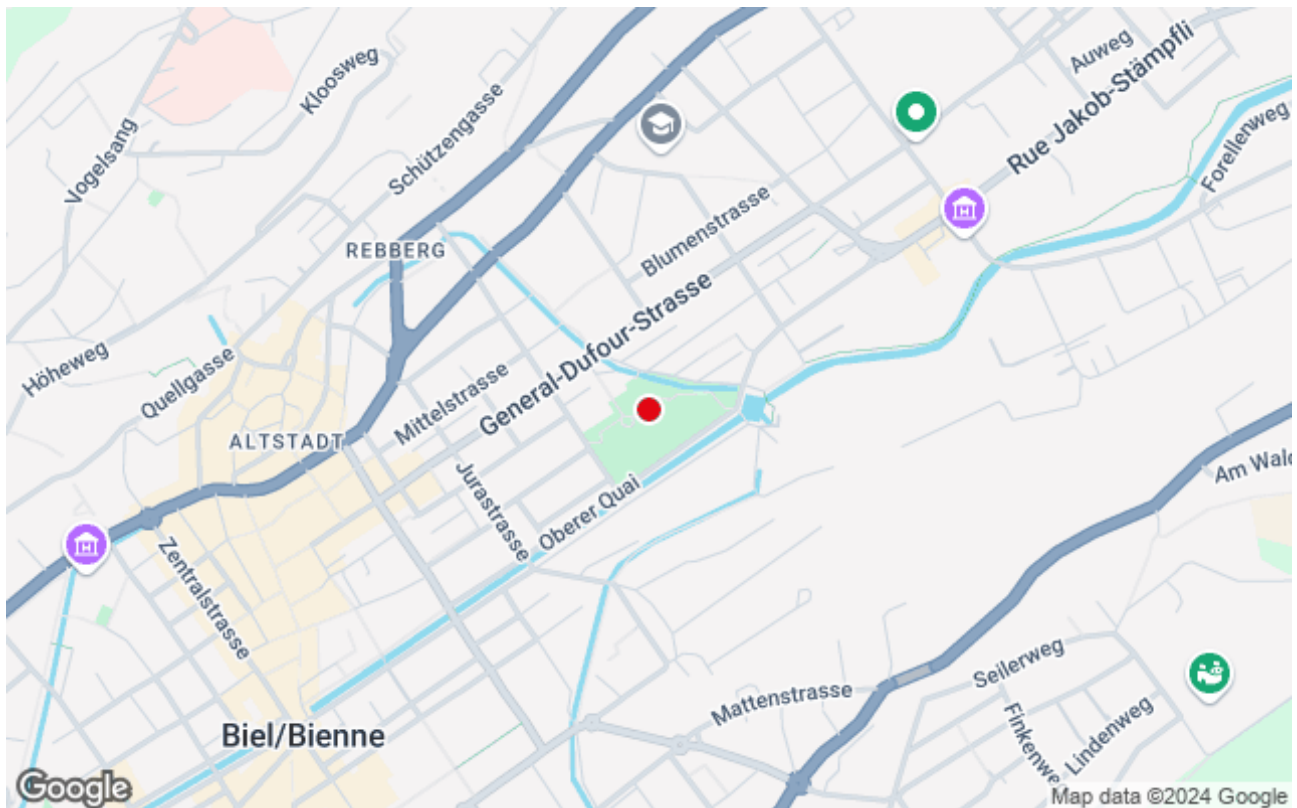 Kloosweg
Vogelsang
Schützengasse
Auweg
Rue Jakob-Stämpfli
Forellenweg
REBBERG
Blumenstrasse
General-Dufour-Strasse
Höheweg
Quellgasse
Mittelstrasse
ALTSTADT
Jurastrasse
Oberer Quai
Am Wald
Zentralstrasse
Seilerweg
Mattenstrasse
Finkenweg
Lindenweg
Biel/Bienne
Google
Map data ©2024 Google